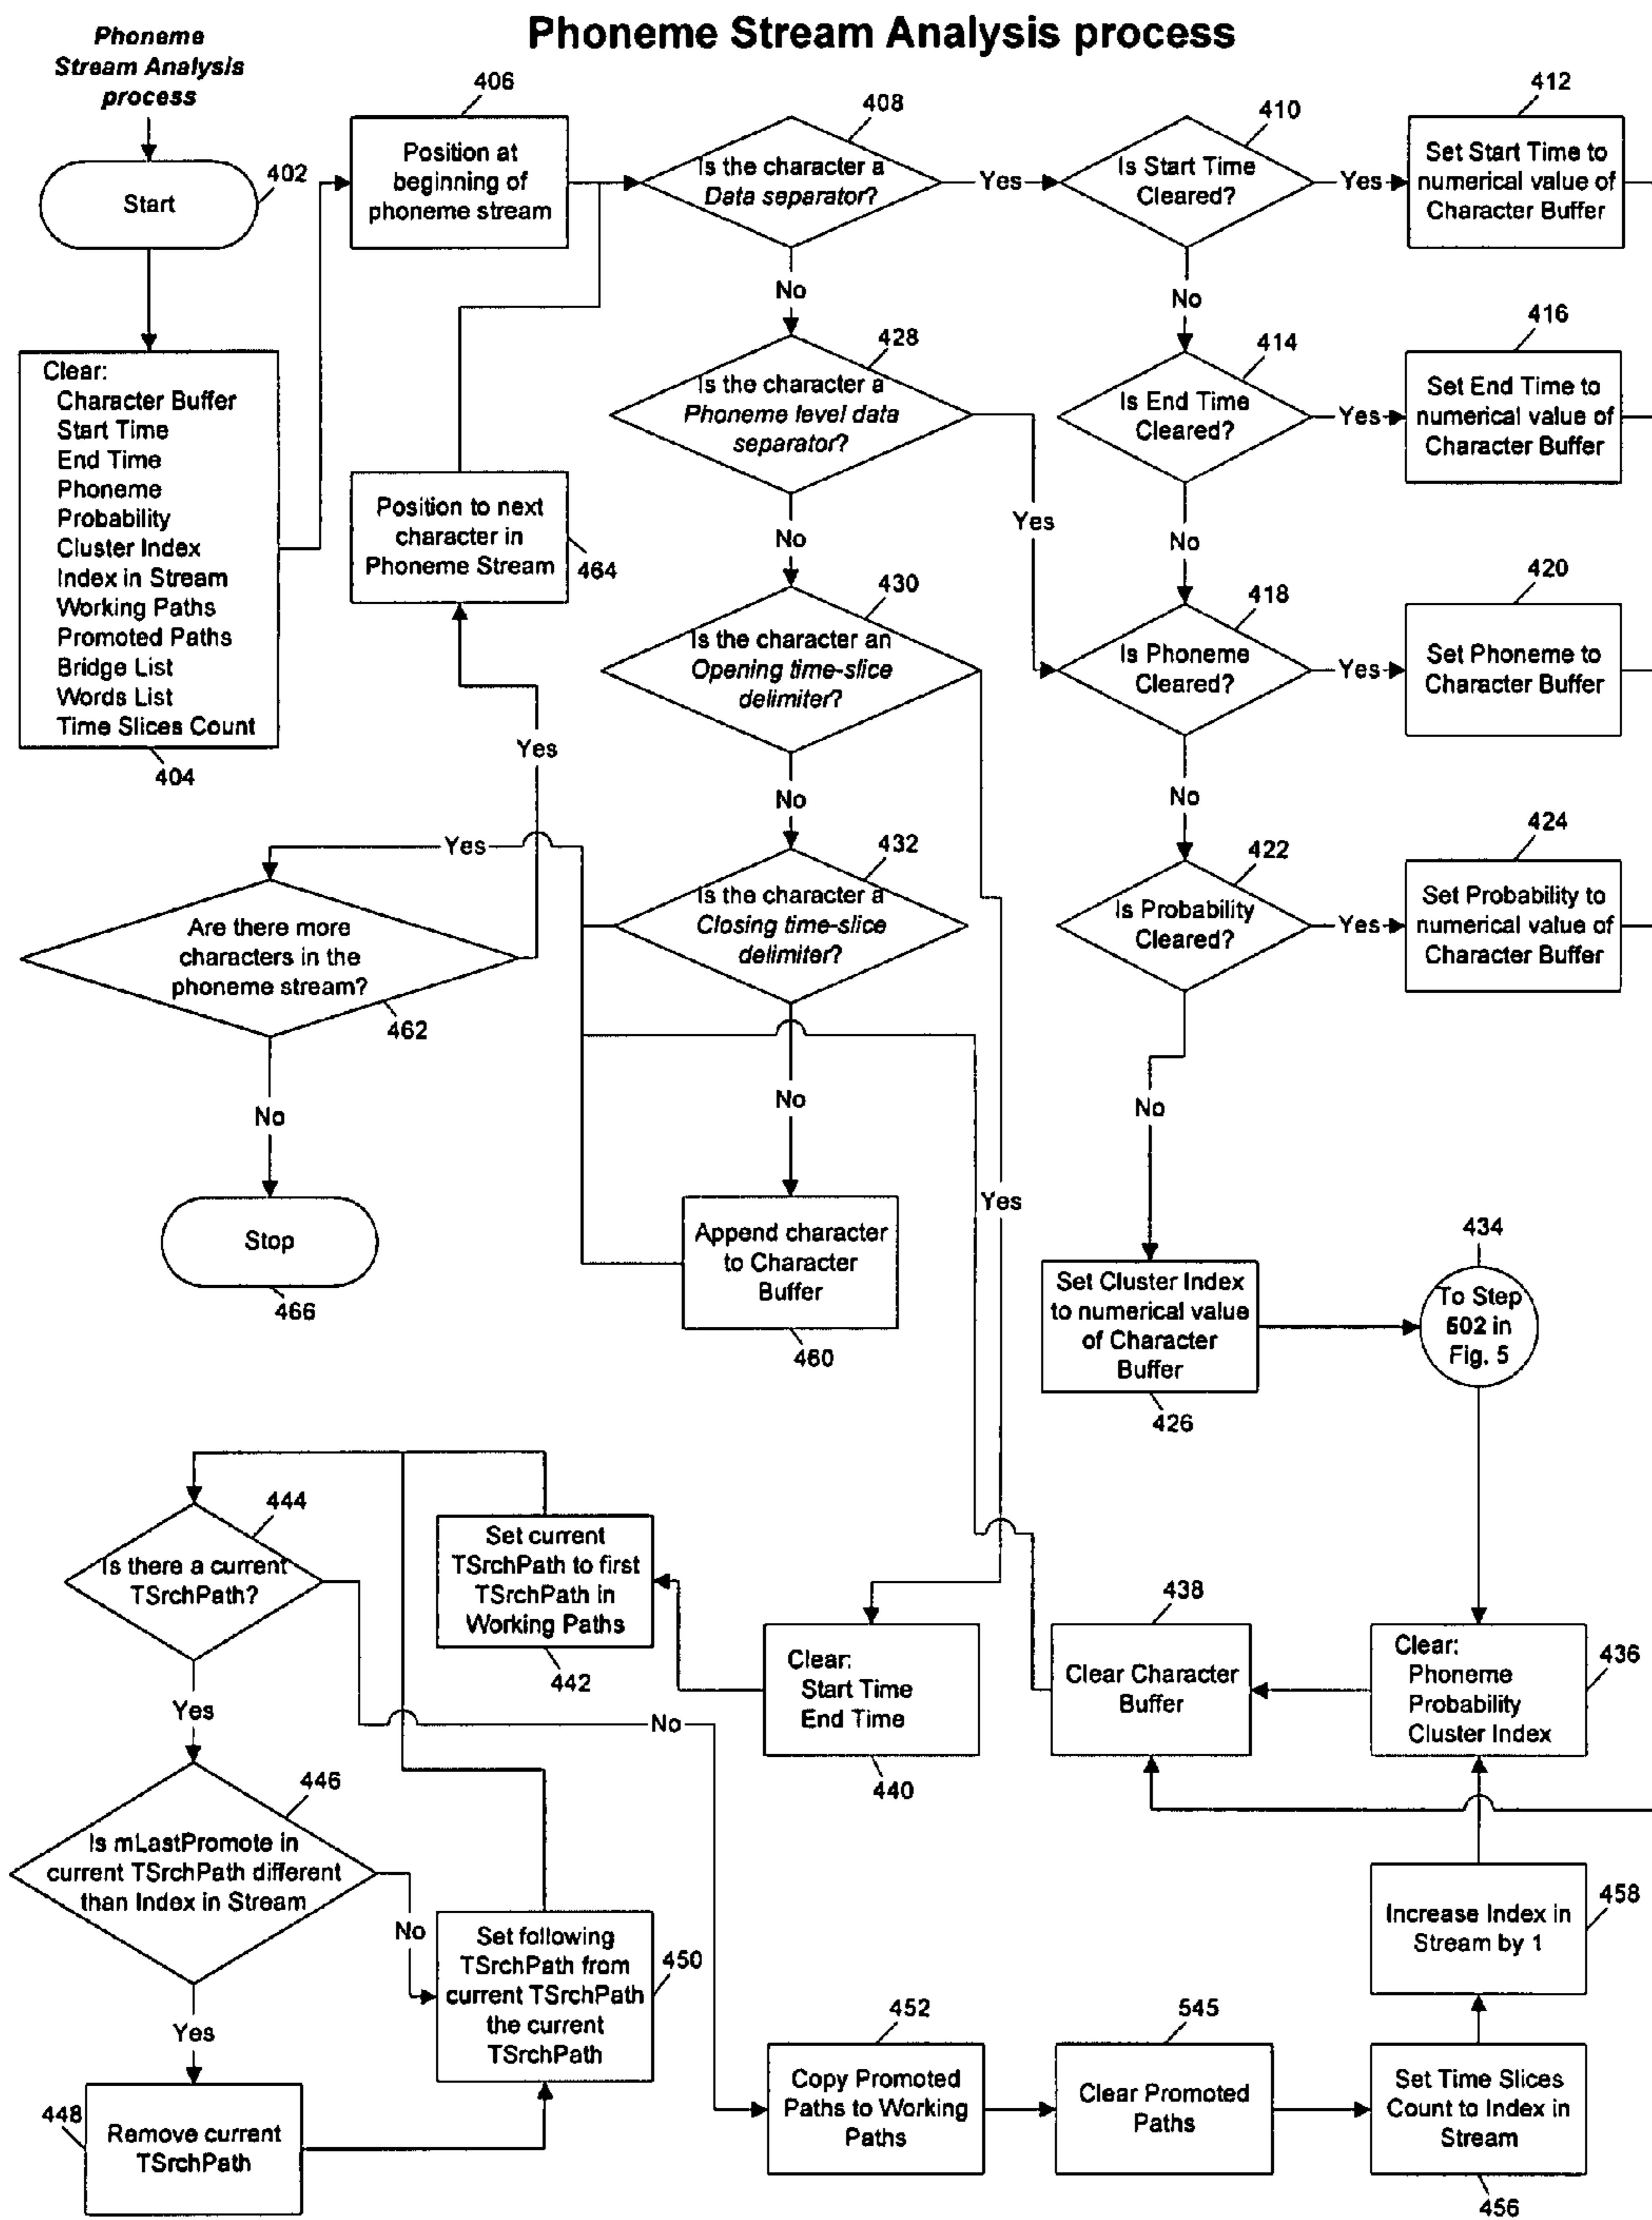 Phoneme Stream Analysis process
Phoneme
Stream Analysis
process
Start
402
Clear:
Character Buffer
Start Time
End Time
Phoneme
Probability
Cluster Index
Index in Stream
Working Paths
Promoted Paths
Bridge List
Words List
Time Slices Count
404
406
Position at
beginning of
phoneme stream
408
Is the character a
Data separator?
Yes
No
410
Is Start Time
Cleared?
Yes
No
412
Set Start Time to
numerical value of
Character Buffer
428
Is the character a
Phoneme level data
separator?
Yes
No
414
Is End Time
Cleared?
Yes
No
416
Set End Time to
numerical value of
Character Buffer
Position to next
character in
Phoneme Stream
464
430
Is the character an
Opening time-slice
delimiter?
Yes
No
418
Is Phoneme
Cleared?
Yes
No
420
Set Phoneme to
Character Buffer
432
Is the character a
Closing time-slice
delimiter?
Yes
No
422
Is Probability
Cleared?
Yes
No
424
Set Probability to
numerical value of
Character Buffer
Are there more
characters in the
phoneme stream?
462
Yes
No
Stop
466
Append character
to Character
Buffer
460
Set Cluster Index
to numerical value
of Character
Buffer
426
434
To Step
502 in
Fig. 5
444
Is there a current
TSrchPath?
Yes
No
Set current
TSrchPath to first
TSrchPath in
Working Paths
442
Clear:
Start Time
End Time
440
438
Clear Character
Buffer
Clear:
Phoneme
Probability
Cluster Index
436
446
Is mLastPromote in
current TSrchPath different
than Index in Stream
No
Yes
Set following
TSrchPath from
current TSrchPath
the current
TSrchPath
450
448
Remove current
TSrchPath
452
Copy Promoted
Paths to Working
Paths
545
Clear Promoted
Paths
Set Time Slices
Count to Index in
Stream
456
Increase Index in
Stream by 1
458